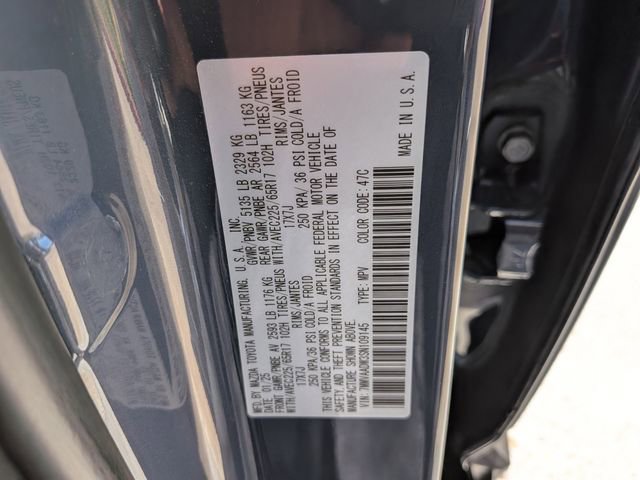 MFD.BY MAZDA TOYOTA MANUFACTURING, U.S.A., INC.
DATE: 01/25 GVWR/PNBV 5135 LB 2329 KG
FRONT GAWR/PNBE AV 2593 LB 1176 KG REAR GAWR/PNBE AR 2564 LB 1163 KG
WITH/AVEC225/65R17 102H TIRES/PNEUS WITH/AVEC225/65R17 102H TIRES/PNEUS
17X7J RIMS/JANTES 17X7J RIMS/JANTES
250 KPA/36 PSI COLD/A FROID 250 KPA/ 36 PSI COLD/A FROID
THIS VEHICLE CONFORMS TO ALL APPLICABLE FEDERAL MOTOR VEHICLE
SAFETY, AND THEFT PREVENTION STANDARDS IN EFFECT ON THE DATE OF
MANUFACTURE SHOWN ABOVE.
VIN: TYPE: MPV COLOR CODE: 47C
MADE IN U.S.A.